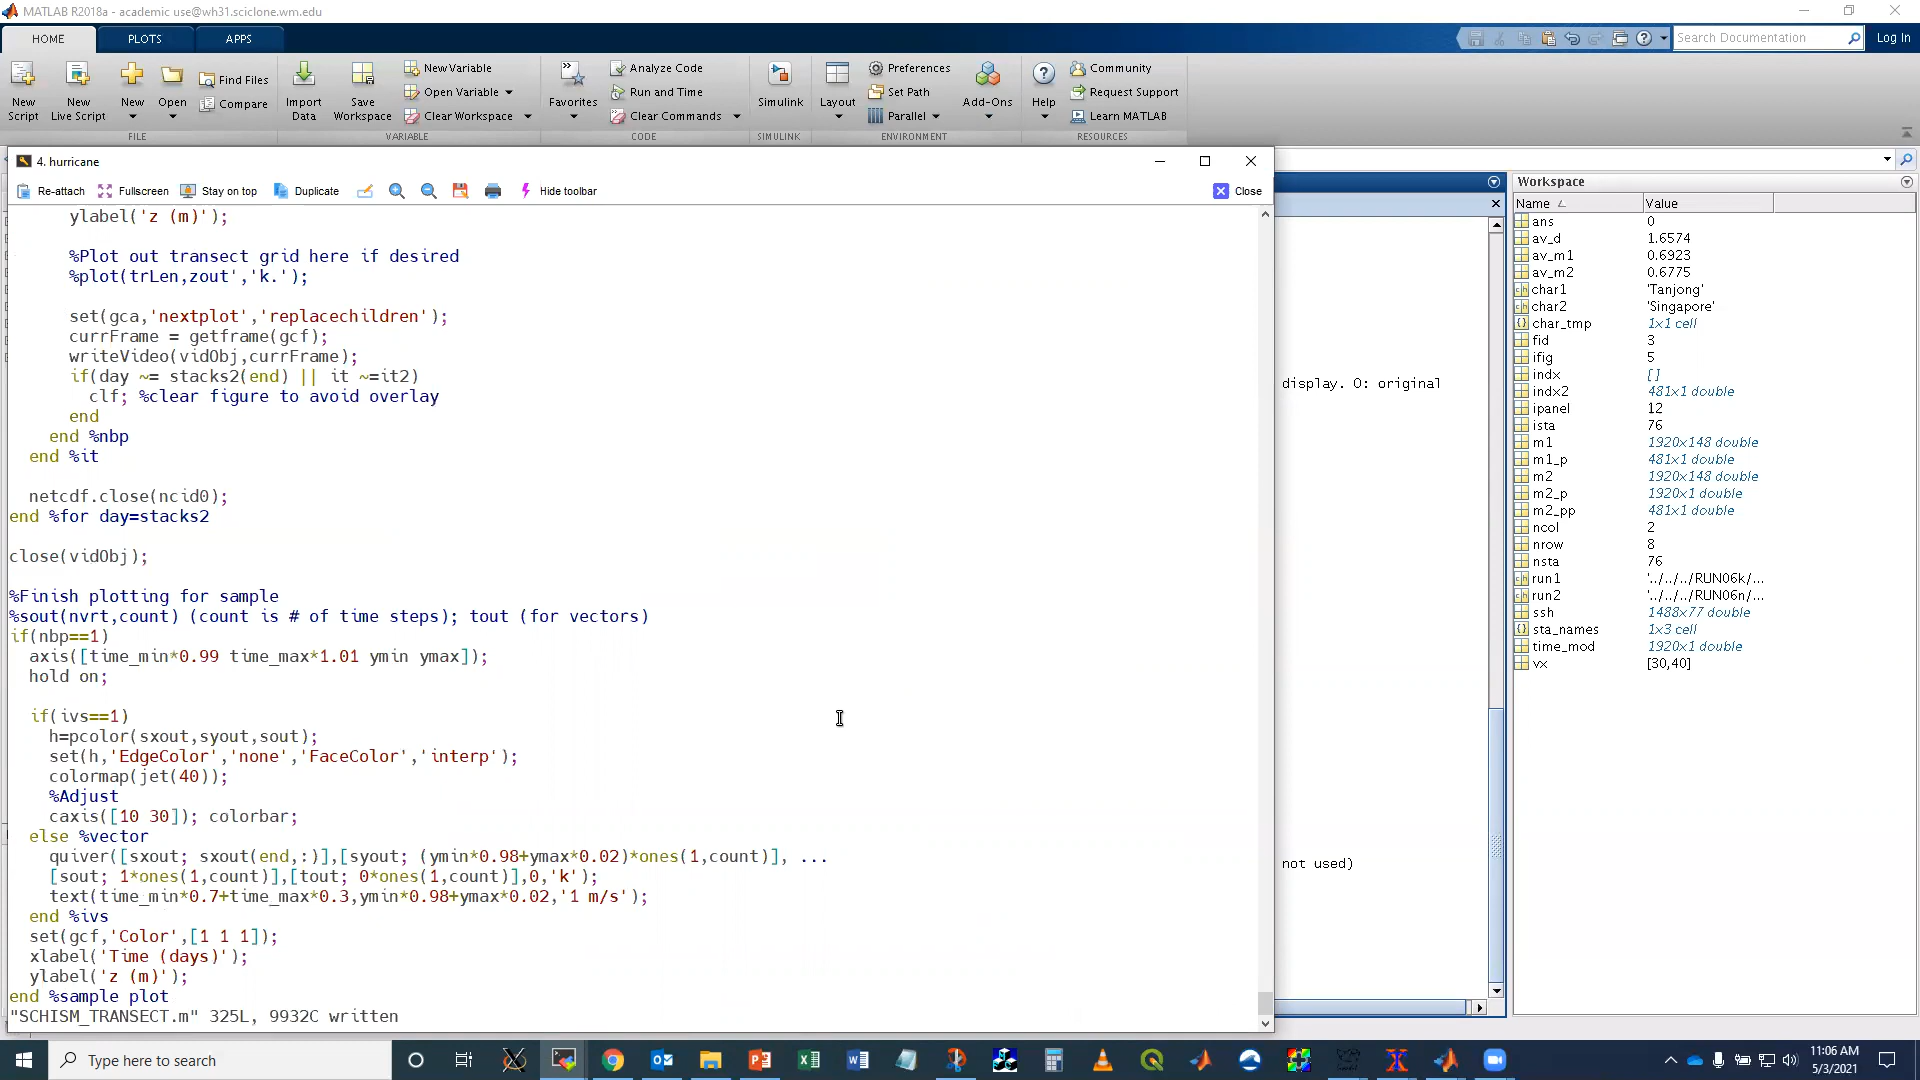 MATLAB R2018a - academic use@wh31.sciclone.wm.edu
HOME
PLOTS
APPS
Search Documentation
Log In
New
Script
New
Live Script
New
Open
Find Files
Compare
Import
Data
Save
Workspace
New Variable
Open Variable
Clear Workspace
Favorites
Analyze Code
Run and Time
Clear Commands
Simulink
Layout
Preferences
Set Path
Parallel
Add-Ons
Help
Community
Request Support
Learn MATLAB
FILE
VARIABLE
CODE
SIMULINK
ENVIRONMENT
RESOURCES
4. hurricane
Re-attach
Fullscreen
Stay on top
Duplicate
Hide toolbar
Close
ylabel('z (m)');
%Plot out transect grid here if desired
%plot(trLen,zout','k.');
set(gca,'nextplot','replacechildren');
currFrame = getframe(gcf);
writeVideo(vidObj,currFrame);
if(day ~= stacks2(end) || it ~=it2)
clf; %clear figure to avoid overlay
end
end %nbp
end %it
netcdf.close(ncid0);
end %for day=stacks2
close(vidObj);
%Finish plotting for sample
%sout(nvrt,count) (count is # of time steps); tout (for vectors)
if(nbp==1)
axis([time_min*0.99 time_max*1.01 ymin ymax]);
hold on;
if(ivs==1)
h=pcolor(sxout,syout,sout);
set(h,'EdgeColor','none','FaceColor','interp');
colormap(jet(40));
%Adjust
caxis([10 30]); colorbar;
else %vector
quiver([sxout; sxout(end,:)],[syout; (ymin*0.98+ymax*0.02)*ones(1,count)], ...
[sout; 1*ones(1,count)],[tout; 0*ones(1,count)],0,'k');
text(time_min*0.7+time_max*0.3,ymin*0.98+ymax*0.02,'1 m/s');
end %ivs
set(gcf,'Color',[1 1 1]);
xlabel('Time (days)');
ylabel('z (m)');
end %sample plot
"SCHISM_TRANSECT.m" 325L, 9932C written
display. 0: original
not used)
Workspace
Name Value
ans 0
av_d 1.6574
av_m1 0.6923
av_m2 0.6775
char1 'Tanjong'
char2 'Singapore'
char_tmp 1x1 cell
fid 3
ifig 5
indx []
indx2 481x1 double
ipanel 12
ista 76
m1 1920x148 double
m1_p 481x1 double
m2 1920x148 double
m2_p 1920x1 double
m2_pp 481x1 double
ncol 2
nrow 8
nsta 76
run1 '../../../RUN06k/...
run2 '../../../RUN06n/...
ssh 1488x77 double
sta_names 1x3 cell
time_mod 1920x1 double
vx [30,40]
Type here to search
11:06 AM
5/3/2021